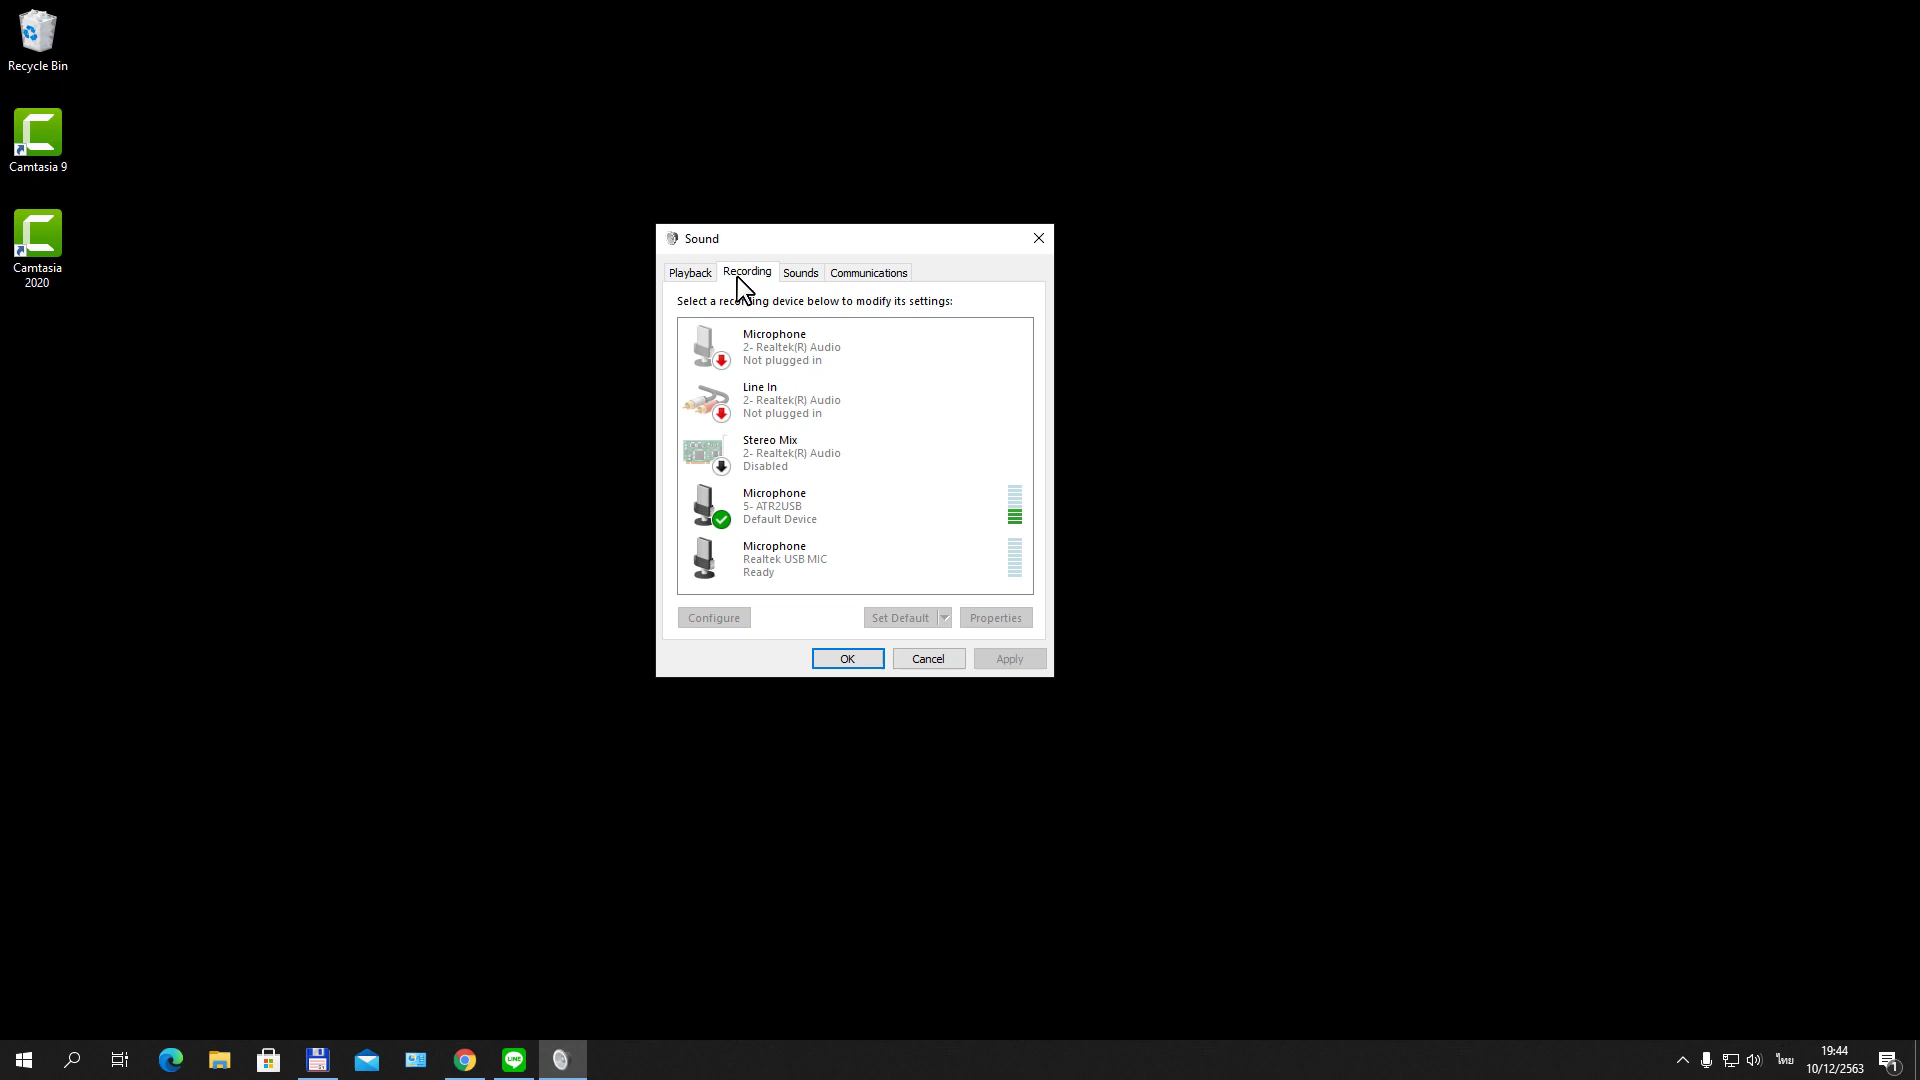 Recycle Bin
Camtasia 9
Camtasia
2020
Sound
Playback
Recording
Sounds
Communications
Select a recording device below to modify its settings:
Microphone
2- Realtek(R) Audio
Not plugged in
Line In
2- Realtek(R) Audio
Not plugged in
Stereo Mix
2- Realtek(R) Audio
Disabled
Microphone
5- ATR2USB
Default Device
Microphone
Realtek USB MIC
Ready
Configure
Set Default
Properties
OK
Cancel
Apply
LINE
ไทย
19:44
10/12/2563
1